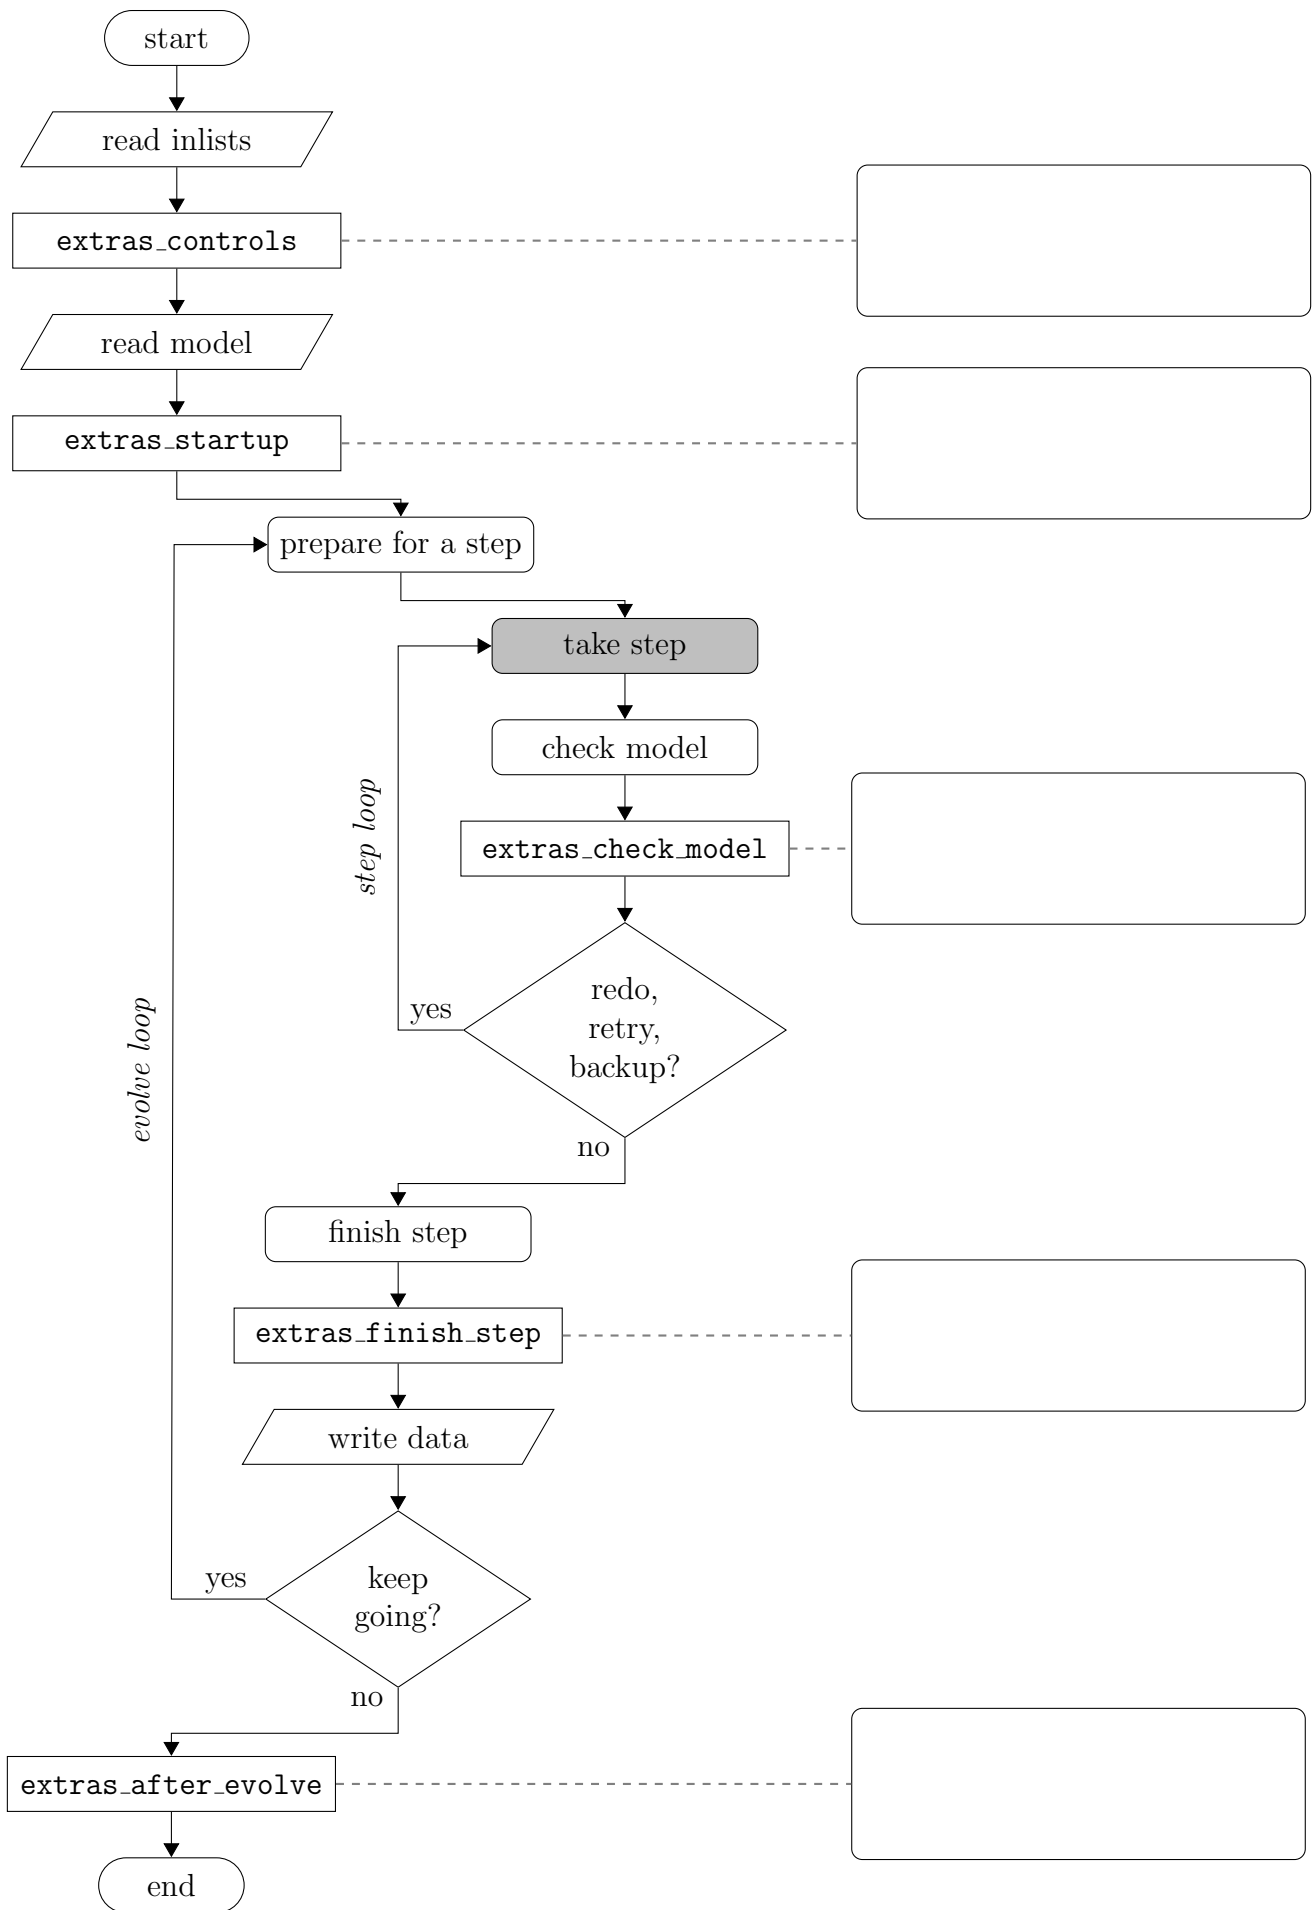 start
read inlists
extras_controls
read model
extras_startup
prepare for a step
take step
check model
step loop
extras_check_model
redo,
retry,
backup?
yes
no
evolve loop
finish step
extras_finish_step
write data
keep
going?
yes
no
extras_after_evolve
end